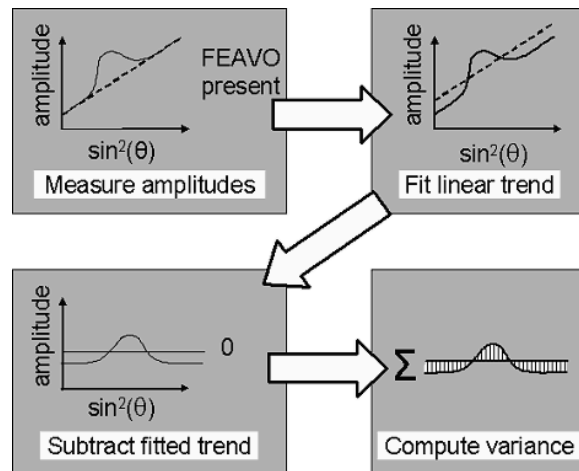 amplitude
FEAVO
present
sin²(θ)
Measure amplitudes
amplitude
sin²(θ)
Fit linear trend
amplitude
0
sin²(θ)
Subtract fitted trend
Σ
Compute variance